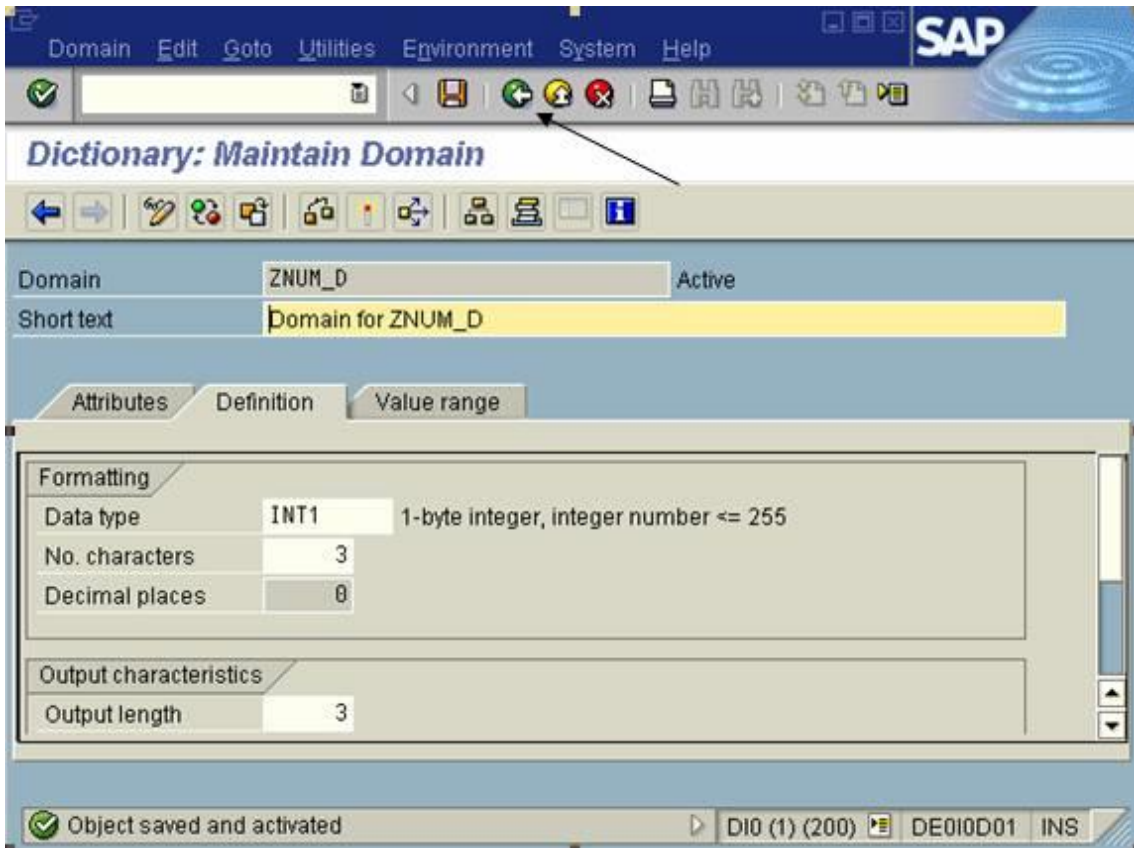 Domain Edit Goto Utilities Environment System Help
SAP
Dictionary: Maintain Domain
Domain ZNUM_D Active
Short text Domain for ZNUM_D
Attributes Definition Value range
Formatting
Data type INT1 1-byte integer, integer number <= 255
No. characters 3
Decimal places 0
Output characteristics
Output length 3
Object saved and activated DI0 (1) (200) DE0I0D01 INS